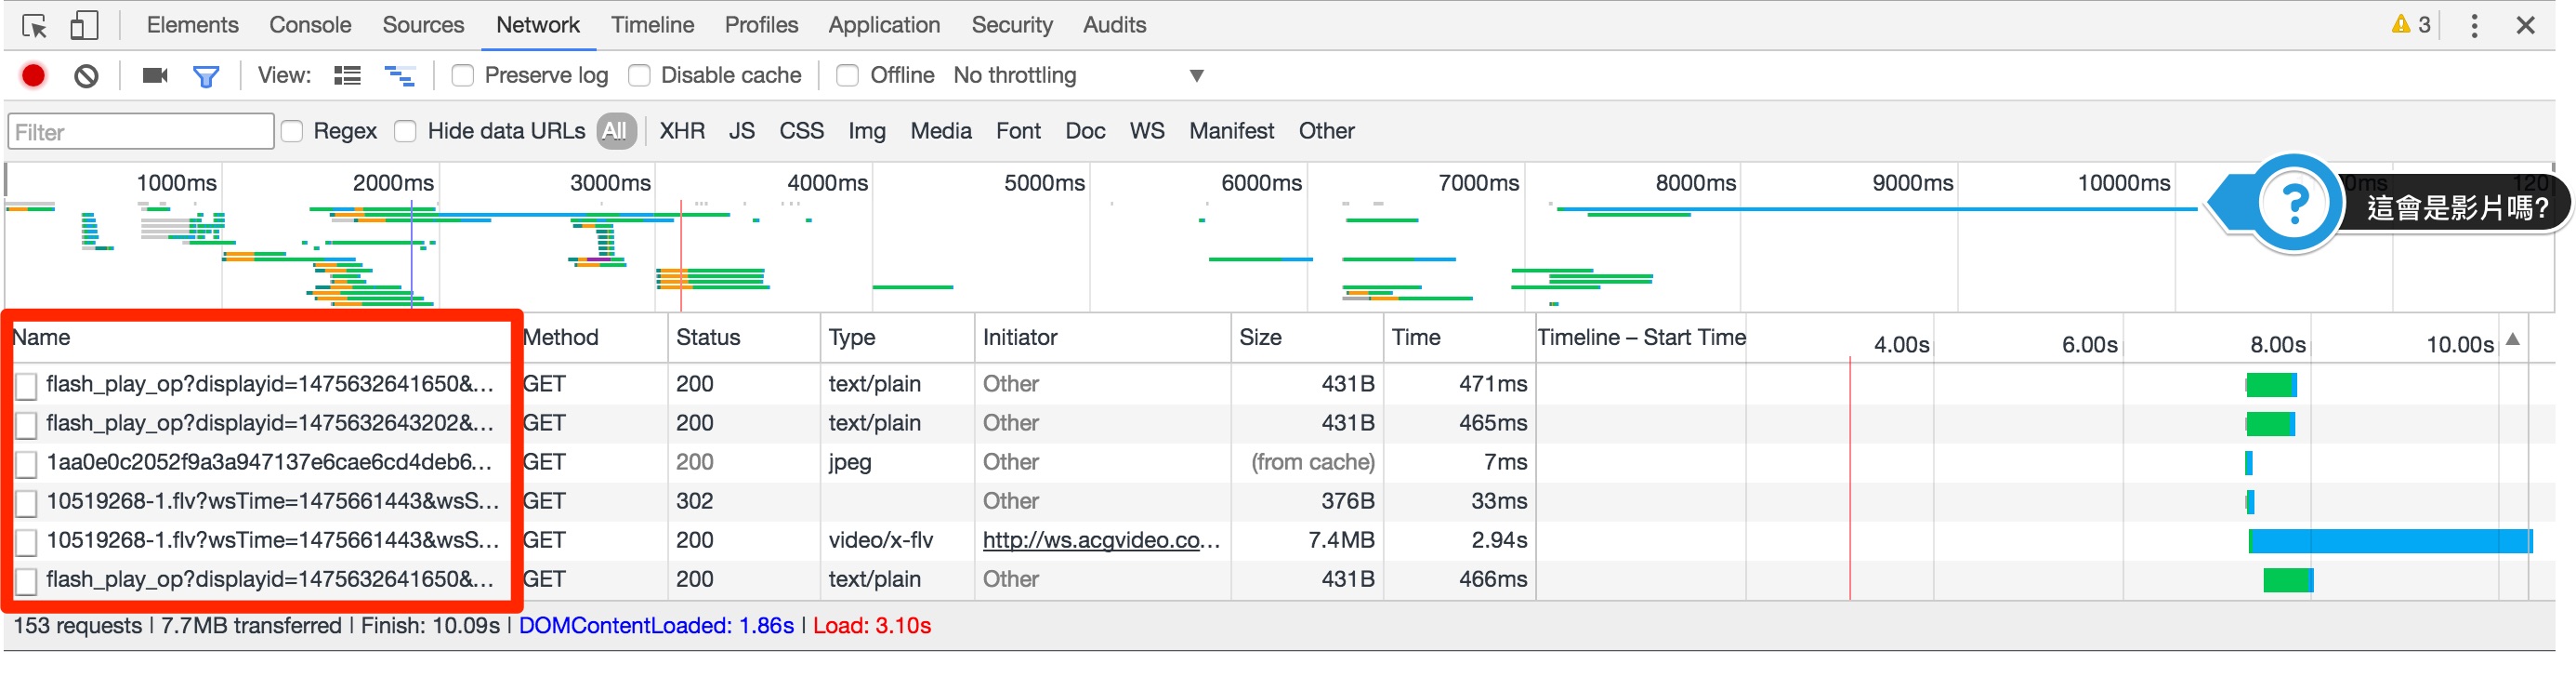 Elements Console Sources Network Timeline Profiles Application Security Audits 3
View: Preserve log Disable cache Offline No throttling
Filter Regex Hide data URLs All XHR JS CSS Img Media Font Doc WS Manifest Other
1000ms 2000ms 3000ms 4000ms 5000ms 6000ms 7000ms 8000ms 9000ms 10000ms 120
? 這會是影片嗎?
Name Method Status Type Initiator Size Time Timeline – Start Time 4.00s 6.00s 8.00s 10.00s
flash_play_op?displayid=1475632641650&... GET 200 text/plain Other 431B 471ms
flash_play_op?displayid=1475632643202&... GET 200 text/plain Other 431B 465ms
1aa0e0c2052f9a3a947137e6cae6cd4deb6... GET 200 jpeg Other (from cache) 7ms
10519268-1.flv?wsTime=1475661443&wsS... GET 302 Other 376B 33ms
10519268-1.flv?wsTime=1475661443&wsS... GET 200 video/x-flv http://ws.acgvideo.co... 7.4MB 2.94s
flash_play_op?displayid=1475632641650&... GET 200 text/plain Other 431B 466ms
153 requests | 7.7MB transferred | Finish: 10.09s | DOMContentLoaded: 1.86s | Load: 3.10s